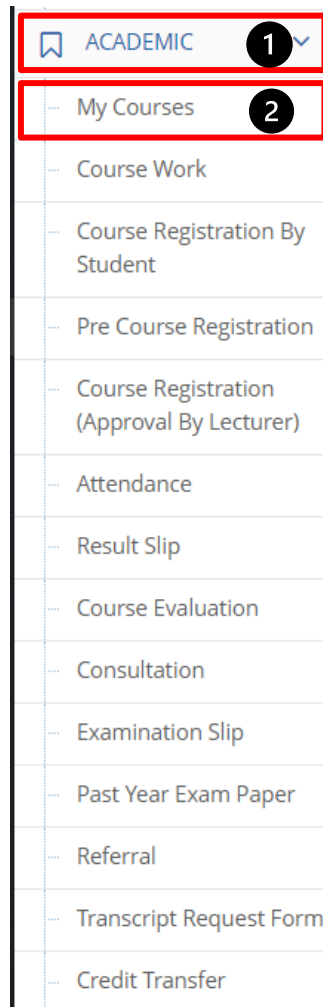 ACADEMIC 1
My Courses 2
Course Work
Course Registration By
Student
Pre Course Registration
Course Registration
(Approval By Lecturer)
Attendance
Result Slip
Course Evaluation
Consultation
Examination Slip
Past Year Exam Paper
Referral
Transcript Request Form
Credit Transfer